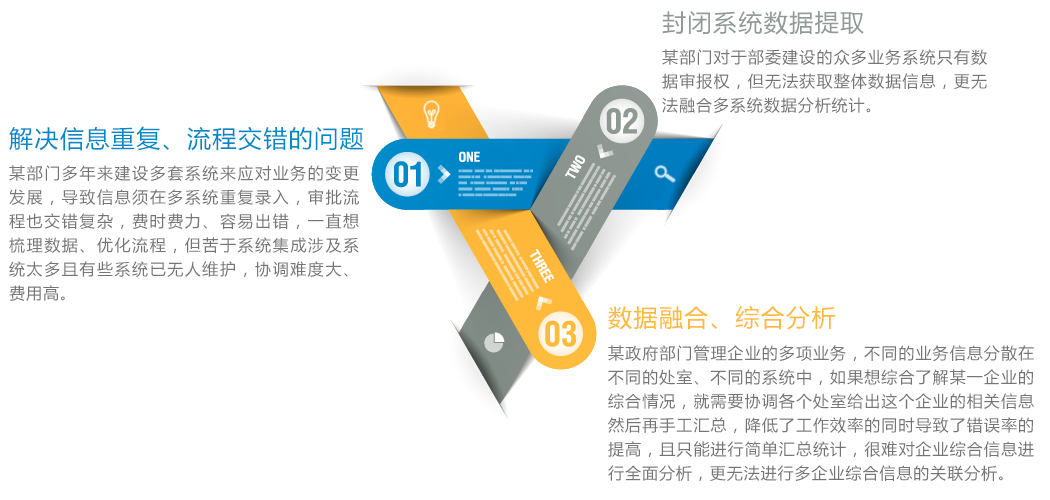 解决信息重复、流程交错的问题
某部门多年来建设多套系统来应对业务的变更
发展，导致信息须在多系统重复录入，审批流
程也交错复杂，费时费力、容易出错，一直想
梳理数据、优化流程，但苦于系统集成涉及系
统太多且有些系统已无人维护，协调难度大、
费用高。
01
ONE
封闭系统数据提取
某部门对于部委建设的众多业务系统只有数
据审报权，但无法获取整体数据信息，更无
法融合多系统数据分析统计。
02
TWO
THREE
03
数据融合、综合分析
某政府部门管理企业的多项业务，不同的业务信息分散在
不同的处室、不同的系统中，如果想综合了解某一企业的
综合情况，就需要协调各个处室给出这个企业的相关信息
然后再手工汇总，降低了工作效率的同时导致了错误率的
提高，且只能进行简单汇总统计，很难对企业综合信息进
行全面分析，更无法进行多企业综合信息的关联分析。